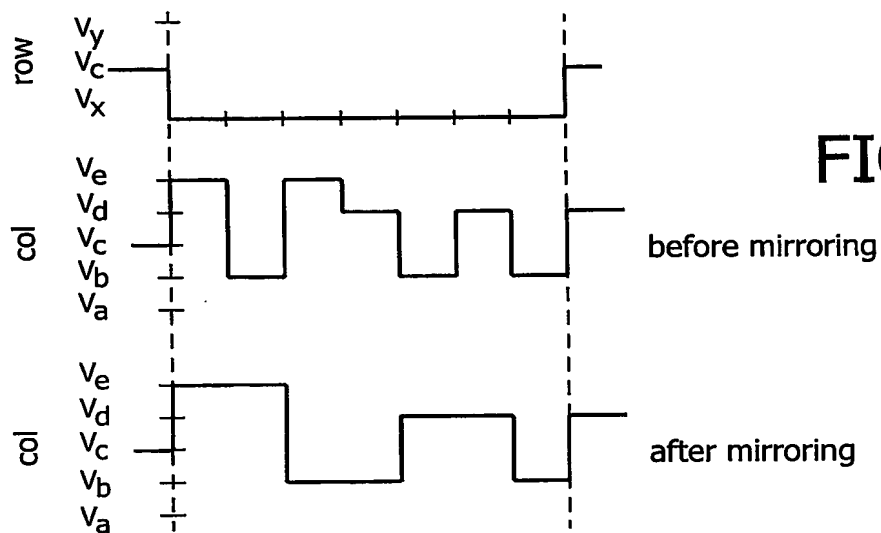 row
Vy
Vc
Vx
FIG
col
Ve
Vd
Vc
Vb
Va
before mirroring
col
Ve
Vd
Vc
Vb
Va
after mirroring